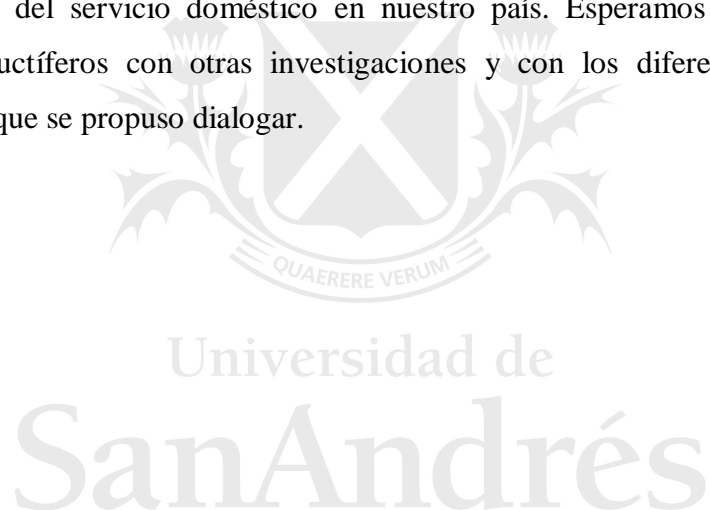 del servicio doméstico en nuestro país. Esperamos
uctíferos con otras investigaciones y con los difere
que se propuso dialogar.
QUAERERE VERUM
Universidad de
SanAndrés